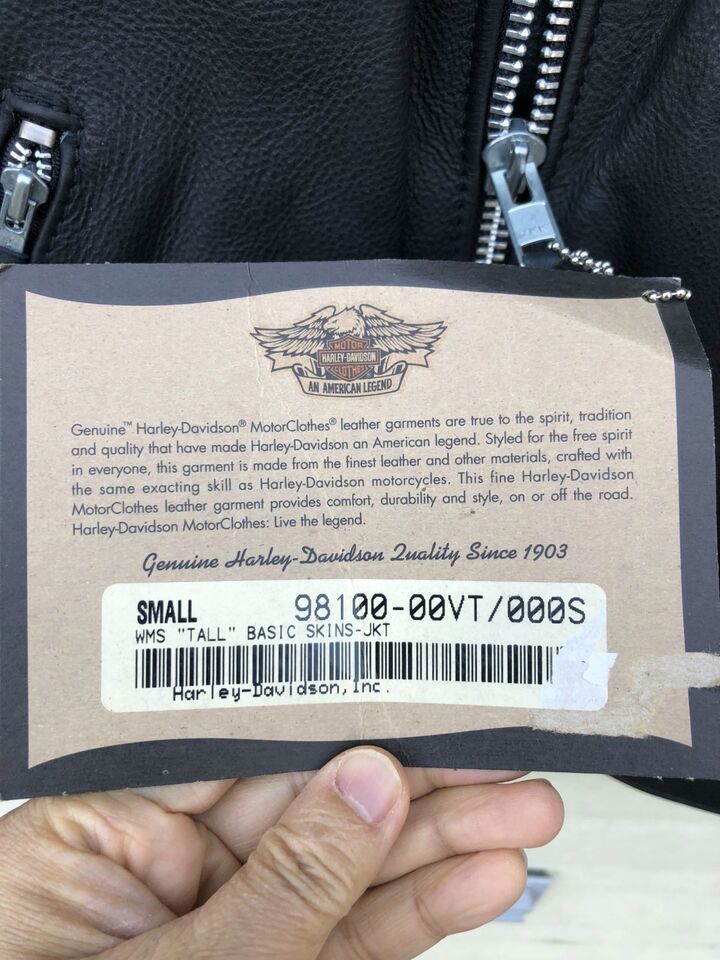 MOTOR
HARLEY-DAVIDSON
CLOTHES
AN AMERICAN LEGEND
Genuine™ Harley-Davidson® MotorClothes® leather garments are true to the spirit, tradition
and quality that have made Harley-Davidson an American legend. Styled for the free spirit
in everyone, this garment is made from the finest leather and other materials, crafted with
the same exacting skill as Harley-Davidson motorcycles. This fine Harley-Davidson
MotorClothes leather garment provides comfort, durability and style, on or off the road.
Harley-Davidson MotorClothes: Live the legend.
Genuine Harley-Davidson Quality Since 1903
SMALL 98100-00VT/000S
WMS "TALL" BASIC SKINS-JKT
Harley-Davidson, Inc.